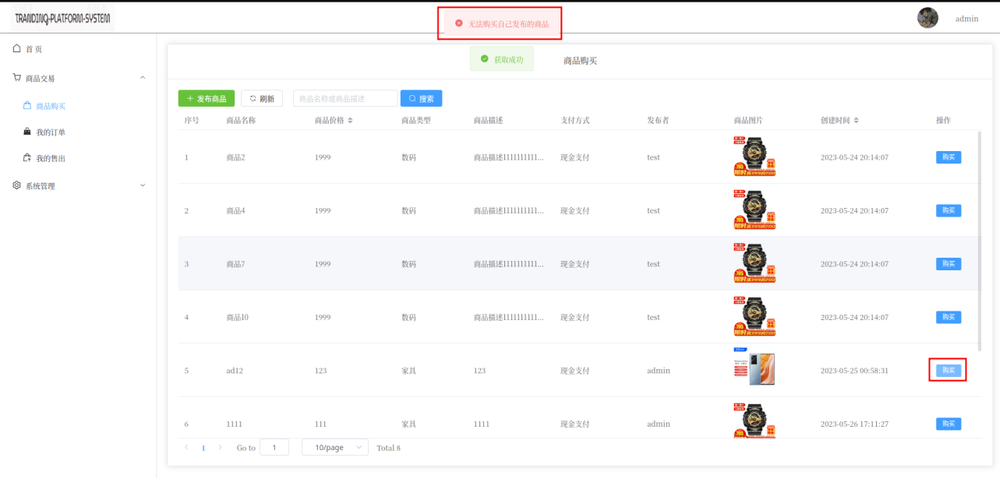 TRANDINQ-PLATFORM-SYSTEM
无法购买自己发布的商品
admin
首页
商品交易
商品购买
我的订单
我的售出
系统管理
获取成功
商品购买
发布商品 刷新 商品名称或商品描述 搜索
序号 商品名称 商品价格 商品类型 商品描述 支付方式 发布者 商品图片 创建时间 操作
1 商品2 1999 数码 商品描述1111111111... 现金支付 test 2023-05-24 20:14:07 购买
2 商品4 1999 数码 商品描述1111111111... 现金支付 test 2023-05-24 20:14:07 购买
3 商品7 1999 数码 商品描述1111111111... 现金支付 test 2023-05-24 20:14:07 购买
4 商品10 1999 数码 商品描述1111111111... 现金支付 test 2023-05-24 20:14:07 购买
5 ad12 123 家具 123 现金支付 admin 2023-05-25 00:58:31 购买
6 1111 111 家具 1111 现金支付 admin 2023-05-26 17:11:27 购买
1 Go to 1 10/page Total 8